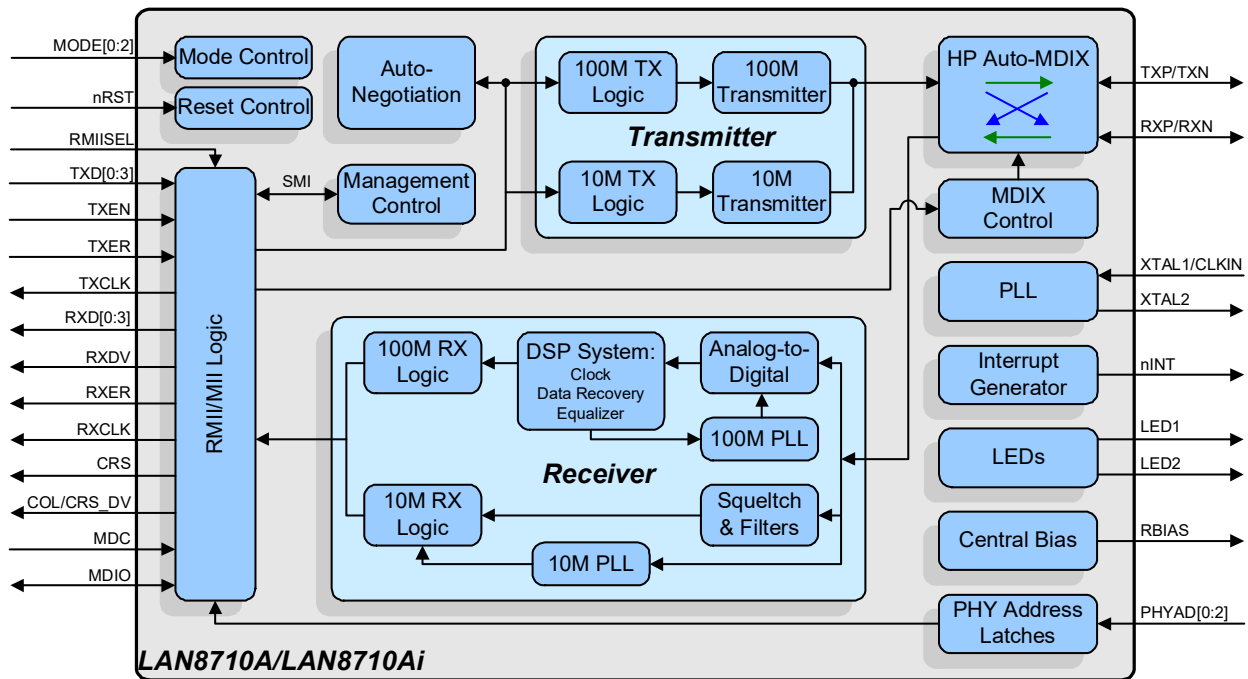 MODE[0:2]
nRST
RMIISEL
TXD[0:3]
TXEN
TXER
TXCLK
RXD[0:3]
RXDV
RXER
RXCLK
CRS
COL/CRS_DV
MDC
MDIO
Mode Control
Reset Control
RMII/MII Logic
SMI
Auto-
Negotiation
Management
Control
100M TX
Logic
100M
Transmitter
Transmitter
10M TX
Logic
10M
Transmitter
HP Auto-MDIX
MDIX
Control
PLL
Interrupt
Generator
LEDs
Central Bias
PHY Address
Latches
100M RX
Logic
DSP System:
Clock
Data Recovery
Equalizer
Analog-to-
Digital
100M PLL
Receiver
10M RX
Logic
Squeltch
& Filters
10M PLL
TXP/TXN
RXP/RXN
XTAL1/CLKIN
XTAL2
nINT
LED1
LED2
RBIAS
PHYAD[0:2]
LAN8710A/LAN8710Ai